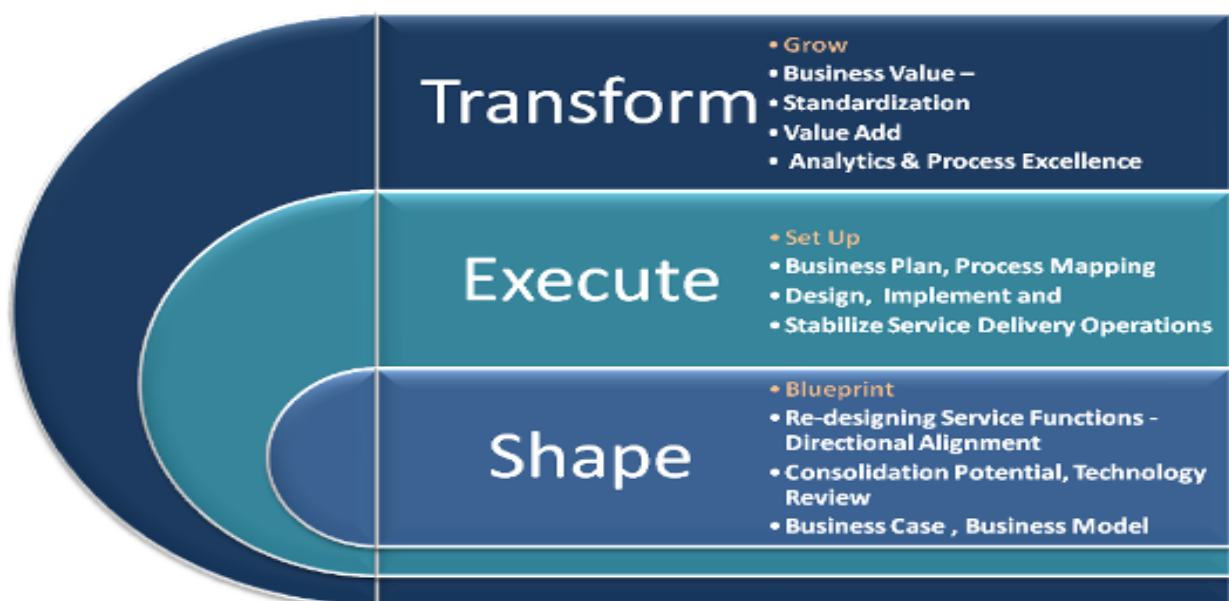 Transform
• Grow
• Business Value –
• Standardization
• Value Add
• Analytics & Process Excellence
Execute
• Set Up
• Business Plan, Process Mapping
• Design, Implement and
• Stabilize Service Delivery Operations
Shape
• Blueprint
• Re-designing Service Functions -
Directional Alignment
• Consolidation Potential, Technology
Review
• Business Case , Business Model